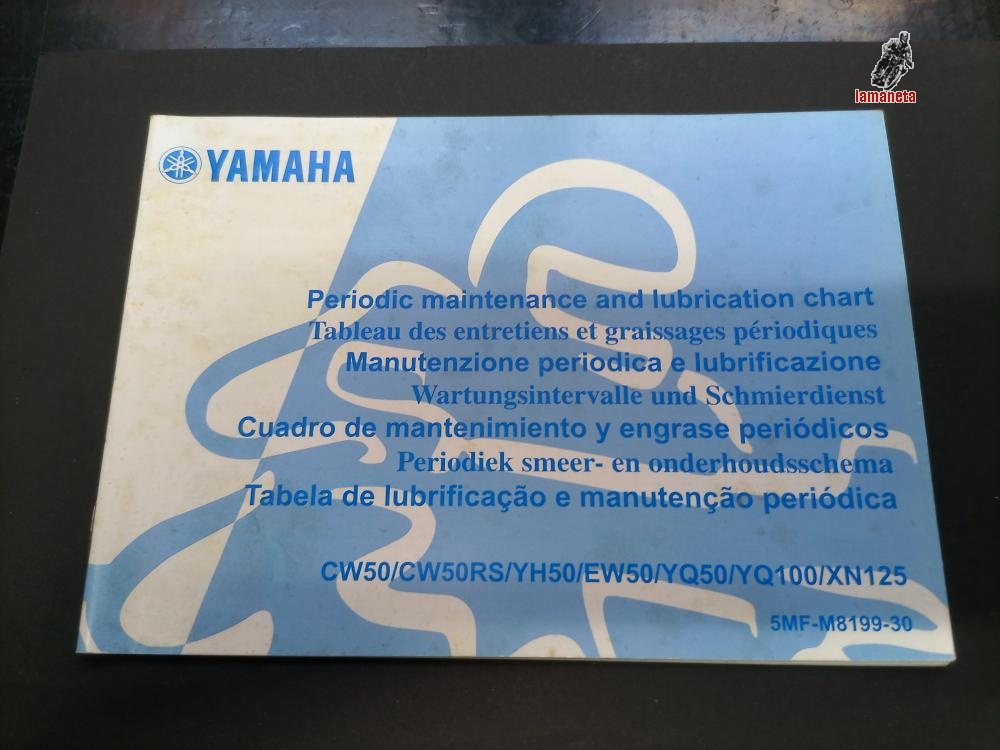 lamaneta
YAMAHA
Periodic maintenance and lubrication chart
Tableau des entretiens et graissages périodiques
Manutenzione periodica e lubrificazione
Wartungsintervalle und Schmierdienst
Cuadro de mantenimiento y engrase periódicos
Periodiek smeer- en onderhoudsschema
Tabela de lubrificação e manutenção periódica
CW50/CW50RS/YH50/EW50/YQ50/YQ100/XN125
5MF-M8199-30